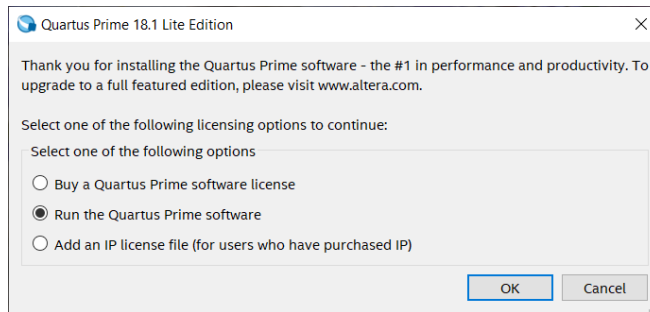 Quartus Prime 18.1 Lite Edition
Thank you for installing the Quartus Prime software - the #1 in performance and productivity. To
upgrade to a full featured edition, please visit www.altera.com.
Select one of the following licensing options to continue:
Select one of the following options
Buy a Quartus Prime software license
Run the Quartus Prime software
Add an IP license file (for users who have purchased IP)
OK Cancel